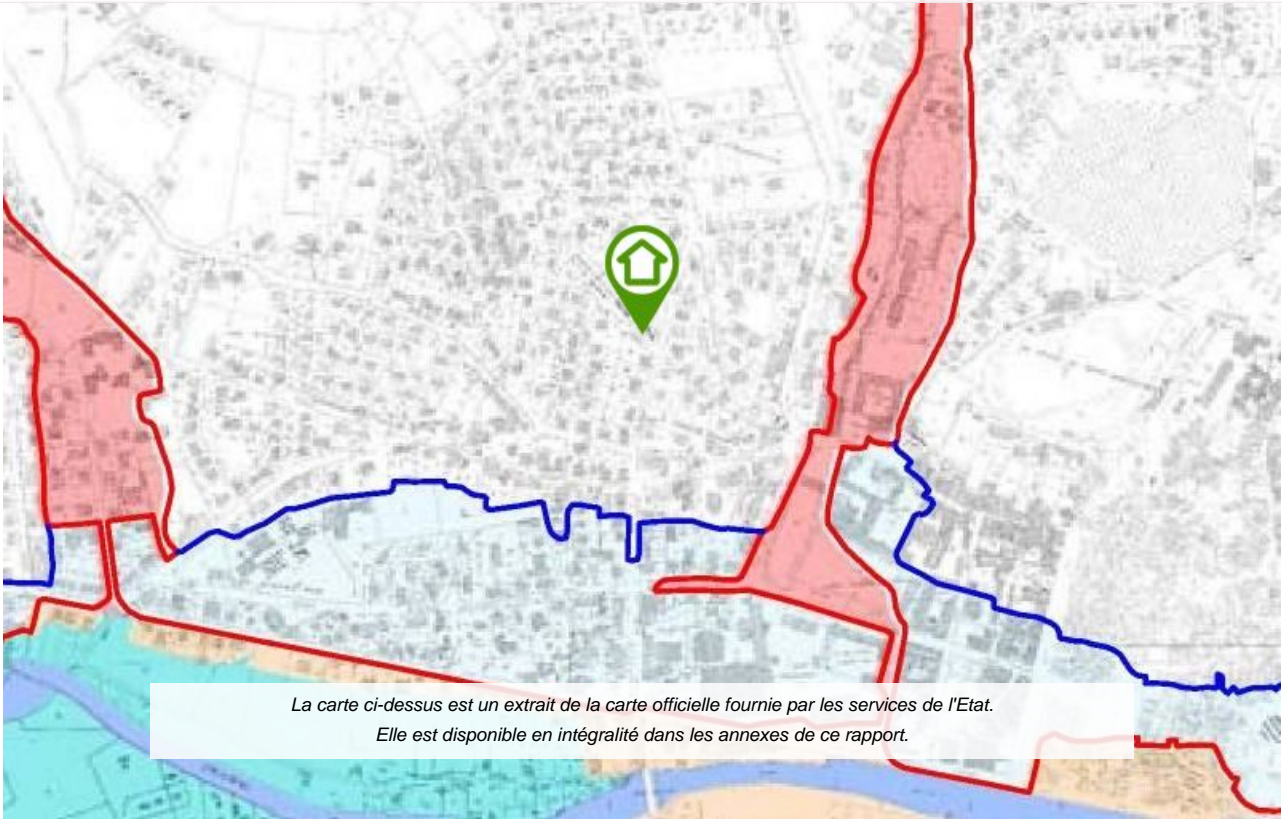 La carte ci-dessus est un extrait de la carte officielle fournie par les services de l'Etat.
Elle est disponible en intégralité dans les annexes de ce rapport.